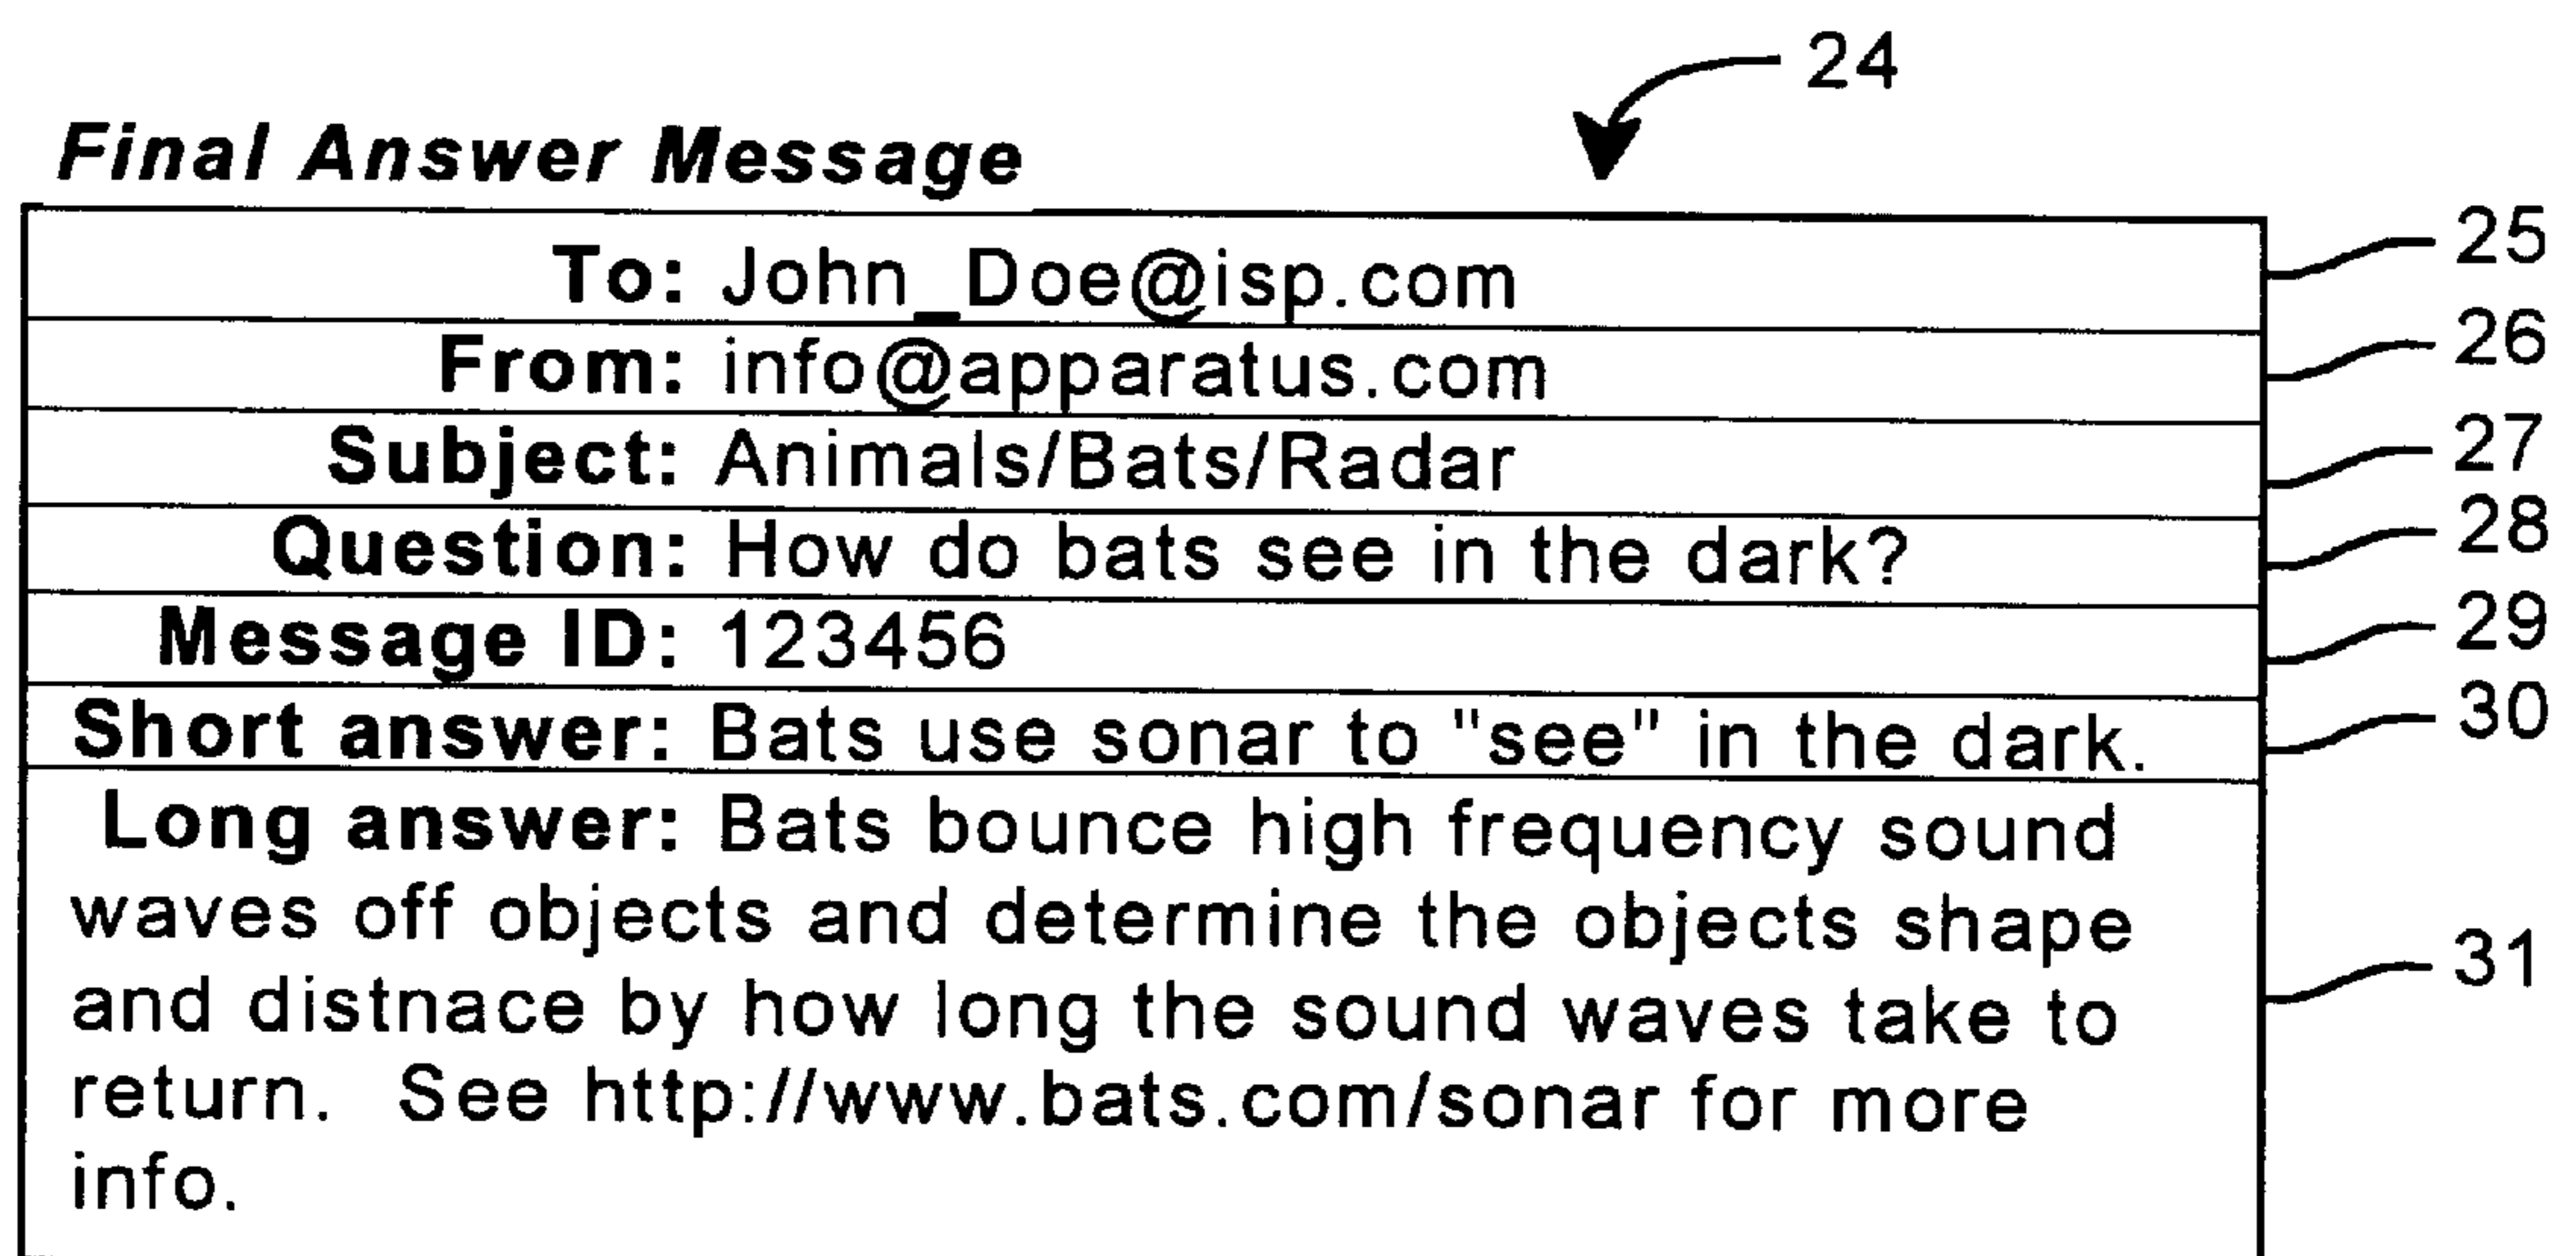 24
Final Answer Message
To: John_Doe@isp.com 25
From: info@apparatus.com 26
Subject: Animals/Bats/Radar 27
Question: How do bats see in the dark? 28
Message ID: 123456 29
Short answer: Bats use sonar to "see" in the dark. 30
Long answer: Bats bounce high frequency sound
waves off objects and determine the objects shape
and distnace by how long the sound waves take to 31
return. See http://www.bats.com/sonar for more
info.